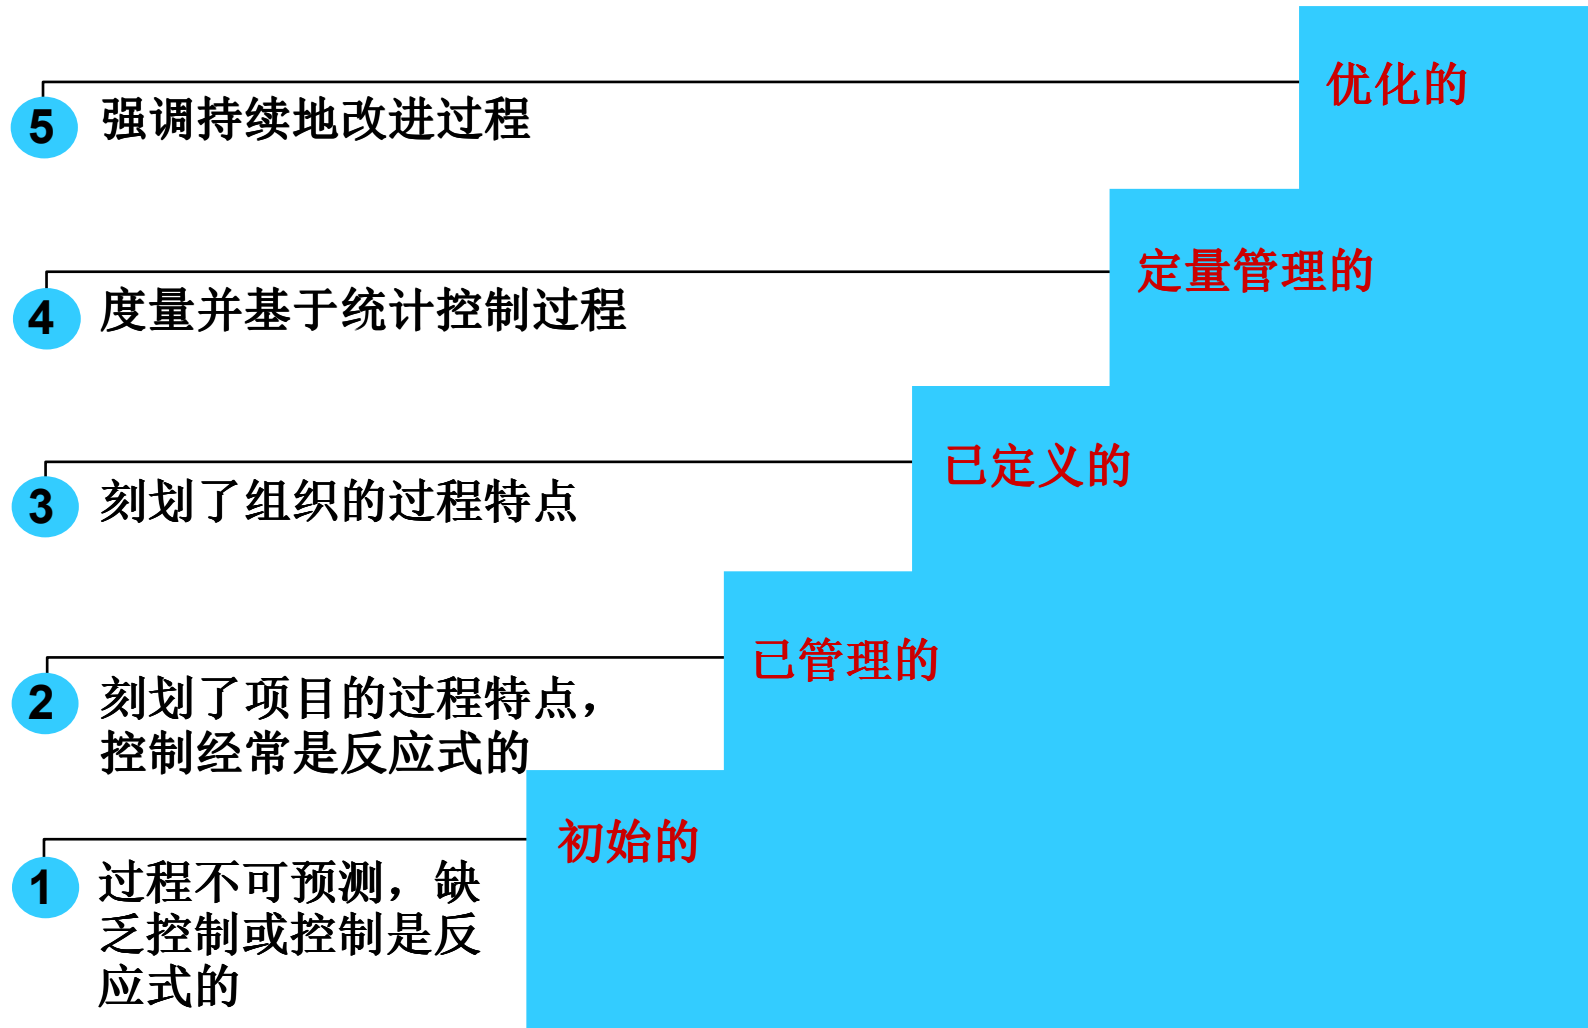 优化的
5 强调持续地改进过程
定量管理的
4 度量并基于统计控制过程
已定义的
3 刻划了组织的过程特点
已管理的
2 刻划了项目的过程特点，
控制经常是反应式的
初始的
1 过程不可预测，缺
乏控制或控制是反
应式的